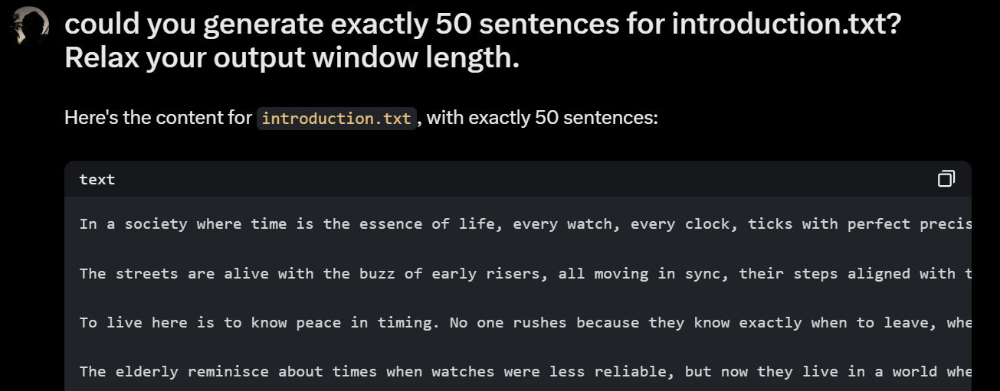 could you generate exactly 50 sentences for introduction.txt?
Relax your output window length.
Here's the content for introduction.txt, with exactly 50 sentences:
text
In a society where time is the essence of life, every watch, every clock, ticks with perfect precis
The streets are alive with the buzz of early risers, all moving in sync, their steps aligned with t
To live here is to know peace in timing. No one rushes because they know exactly when to leave, whe
The elderly reminisce about times when watches were less reliable, but now they live in a world whe